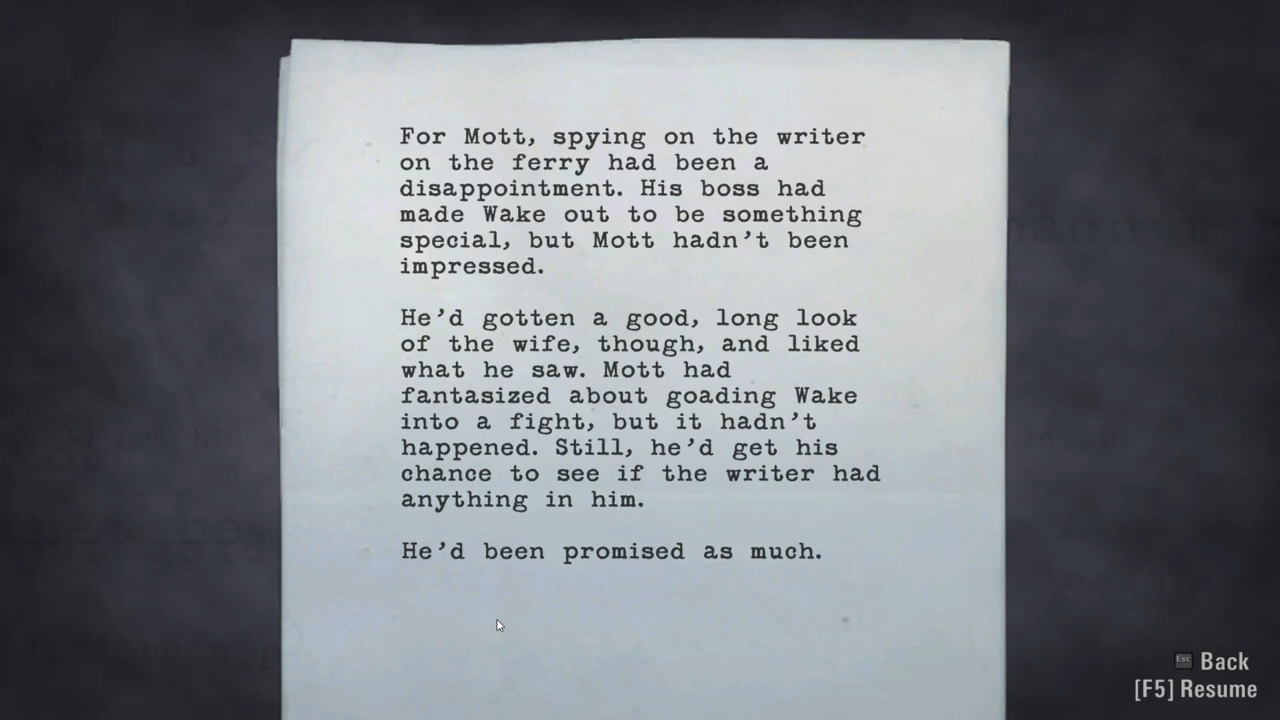 For Mott, spying on the writer
on the ferry had been a
disappointment. His boss had
made Wake out to be something
special, but Mott hadn't been
impressed.
He'd gotten a good, long look
of the wife, though, and liked
what he saw. Mott had
fantasized about goading Wake
into a fight, but it hadn't
happened. Still, he'd get his
chance to see if the writer had
anything in him.
He'd been promised as much.
Esc Back
[F5] Resume